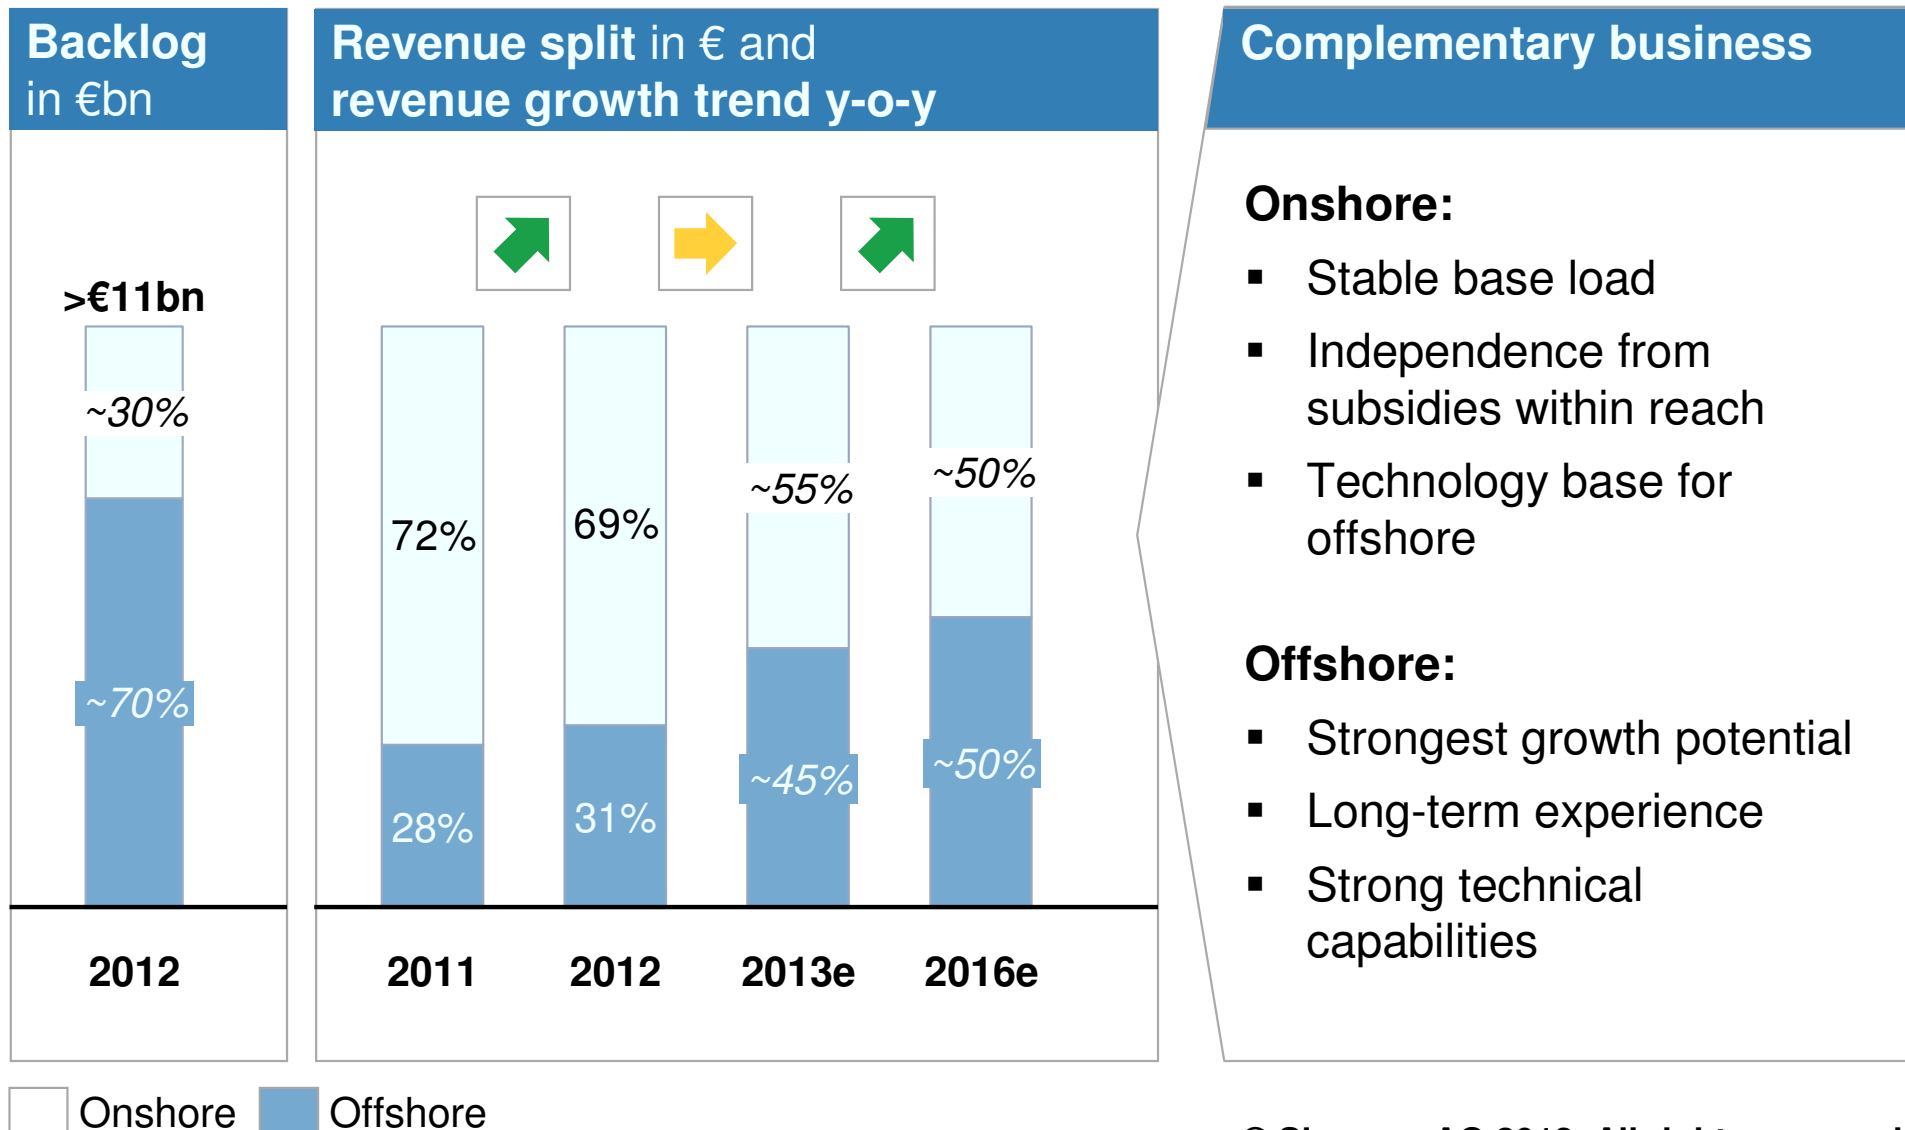 Backlog
in €bn
Revenue split in € and
revenue growth trend y-o-y
Complementary business
>€11bn
~30%
~70%
2012
72%
69%
~55%
~50%
28%
31%
~45%
~50%
2011
2012
2013e
2016e
Onshore:
▪ Stable base load
▪ Independence from
subsidies within reach
▪ Technology base for
offshore
Offshore:
▪ Strongest growth potential
▪ Long-term experience
▪ Strong technical
capabilities
Onshore
Offshore